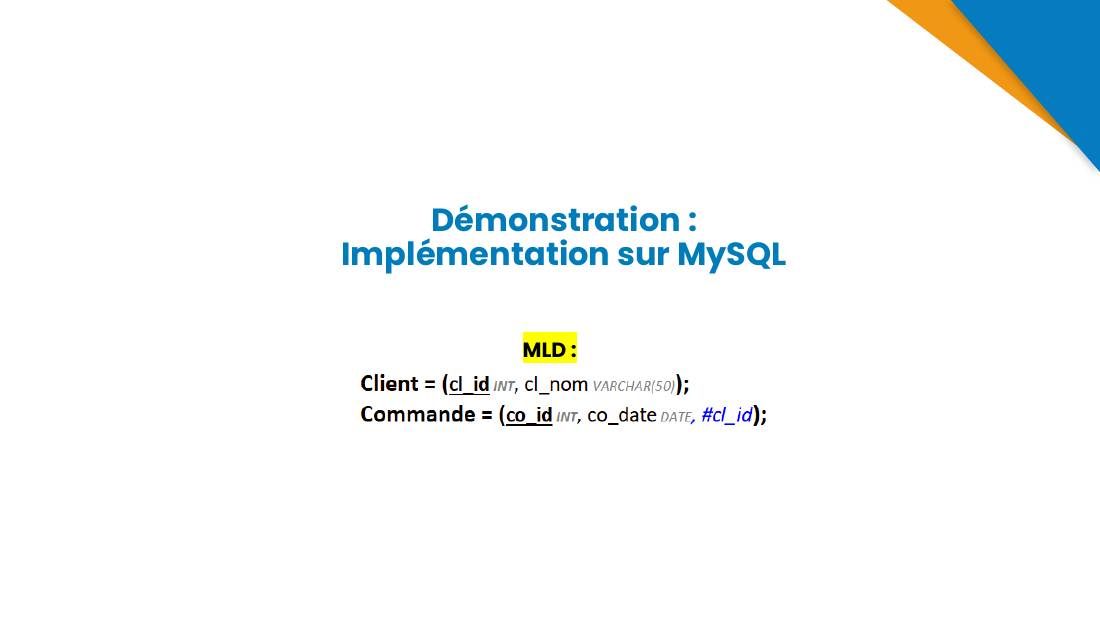 Démonstration :
Implémentation sur MySQL
MLD :
Client = (cl_id INT, cl_nom VARCHAR(50));
Commande = (co_id INT, co_date DATE, #cl_id);